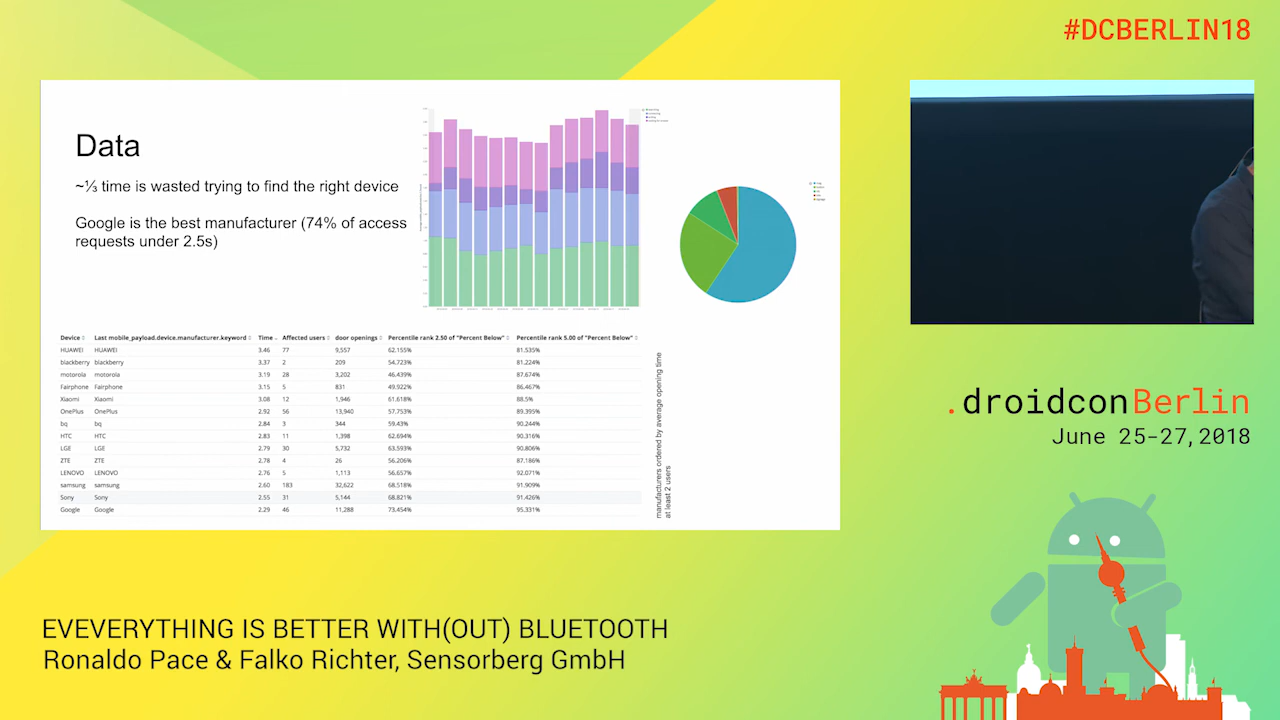 #DCBERLIN18
Data
~⅓ time is wasted trying to find the right device
Google is the best manufacturer (74% of access
requests under 2.5s)
Device Last mobile_payload.device.manufacturer.keyword Time Affected users door openings Percentile rank 2.50 of "Percent Below" Percentile rank 5.00 of "Percent Below"
HUAWEI HUAWEI 3.46 77 9,557 62.155% 81.535%
blackberry blackberry 3.37 2 209 54.723% 81.224%
motorola motorola 3.19 28 3,202 46.439% 87.674%
Fairphone Fairphone 3.15 5 831 49.922% 86.467%
Xiaomi Xiaomi 3.08 12 1,946 61.618% 88.5%
OnePlus OnePlus 2.92 56 13,940 57.753% 89.395%
bq bq 2.84 3 344 59.43% 90.244%
HTC HTC 2.83 11 1,398 62.694% 90.316%
LGE LGE 2.79 30 5,732 63.593% 90.806%
ZTE ZTE 2.78 4 26 56.206% 87.186%
LENOVO LENOVO 2.76 5 1,113 56.657% 92.071%
samsung samsung 2.60 183 32,622 68.518% 91.909%
Sony Sony 2.55 31 5,144 68.821% 91.426%
Google Google 2.29 46 11,288 73.454% 95.331%
manufacturers ordered by average opening time
at least 2 users
.droidconBerlin
June 25-27,2018
EVEVERYTHING IS BETTER WITH(OUT) BLUETOOTH
Ronaldo Pace & Falko Richter, Sensorberg GmbH